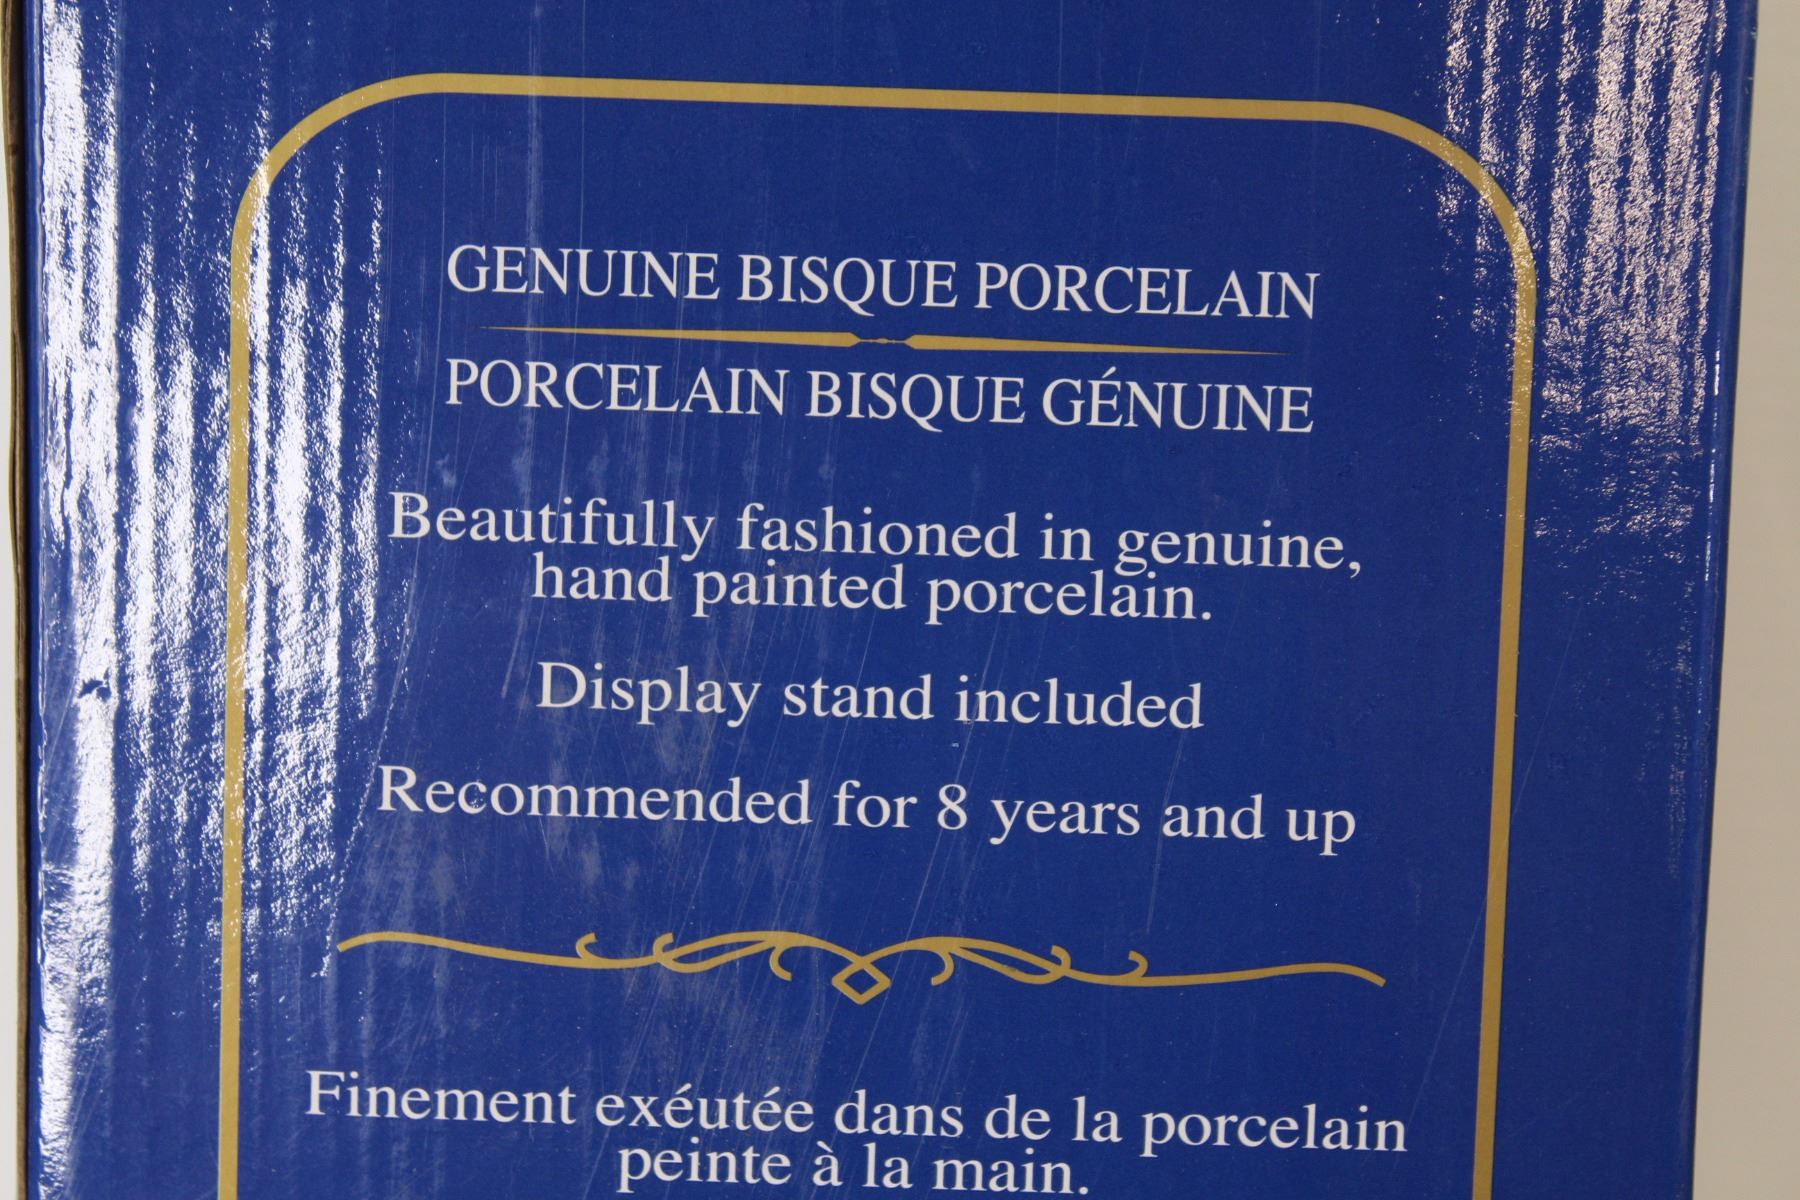 GENUINE BISQUE PORCELAIN
PORCELAIN BISQUE GÉNUINE
Beautifully fashioned in genuine,
hand painted porcelain.
Display stand included
Recommended for 8 years and up
Finement exéutée dans de la porcelain
peinte à la main.